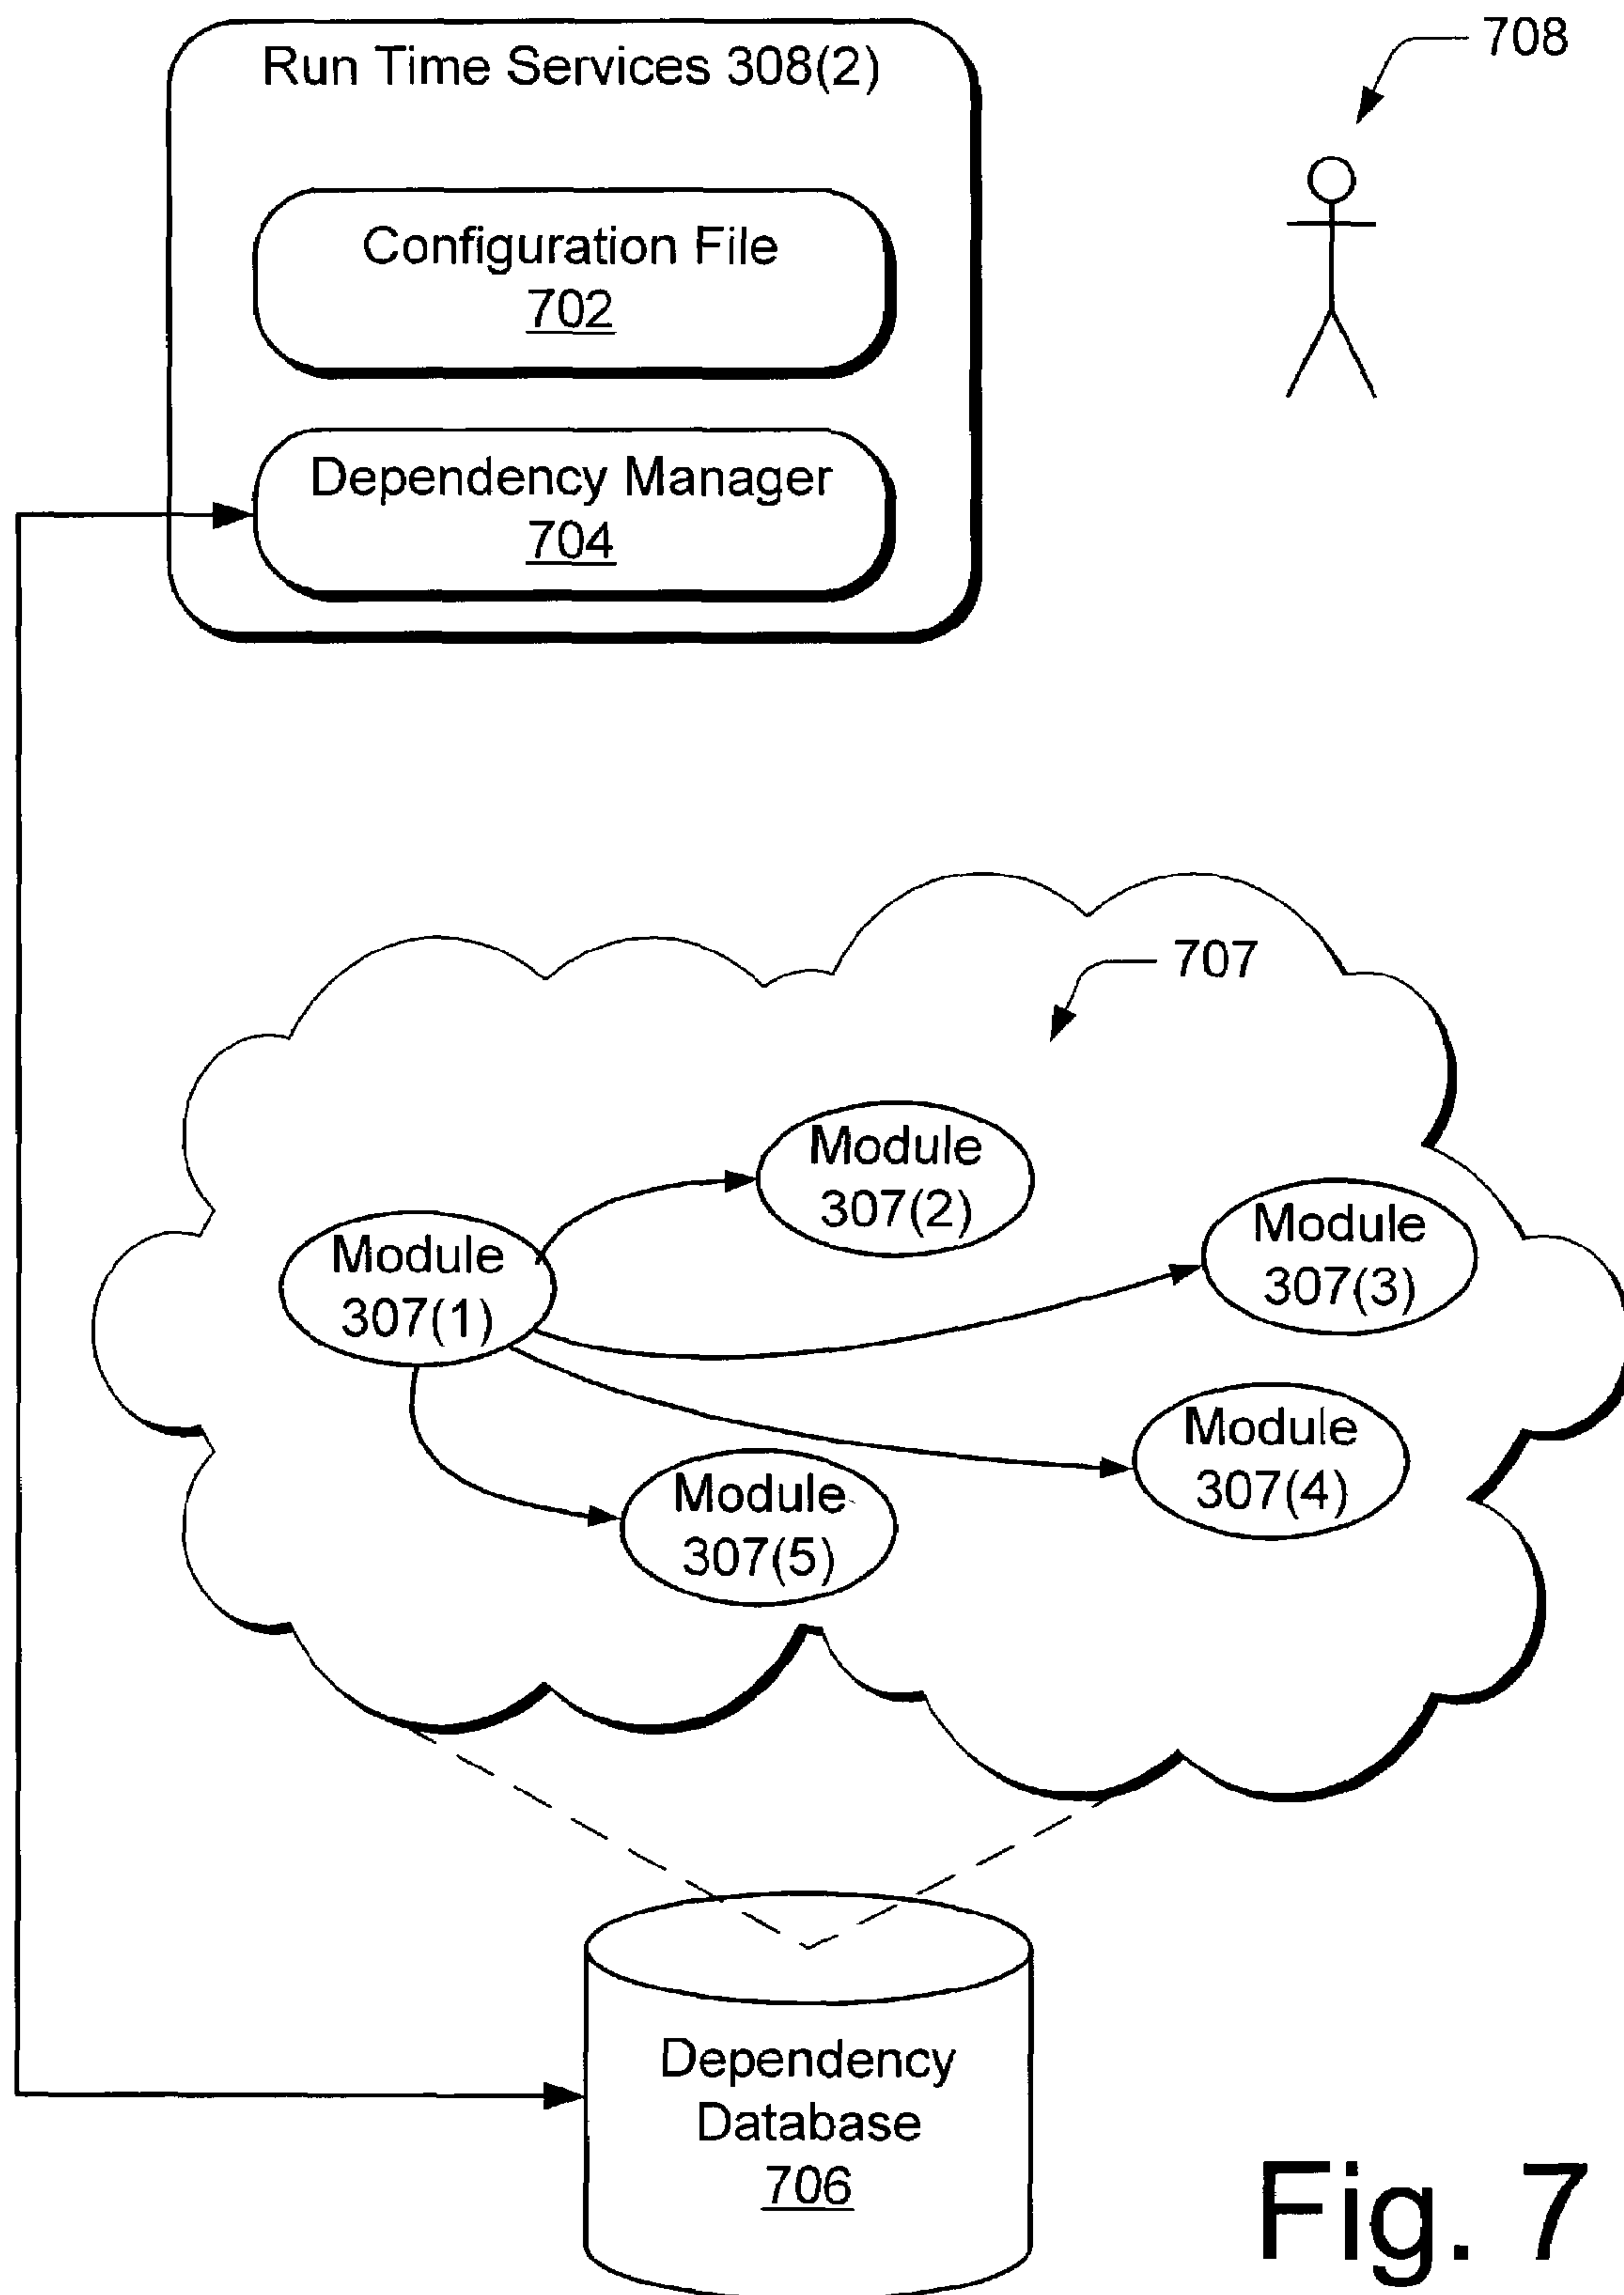 Run Time Services 308(2)
708
Configuration File
702
Dependency Manager
704
707
Module
307(2)
Module
307(3)
Module
307(1)
Module
307(4)
Module
307(5)
Dependency
Database
706
Fig. 7